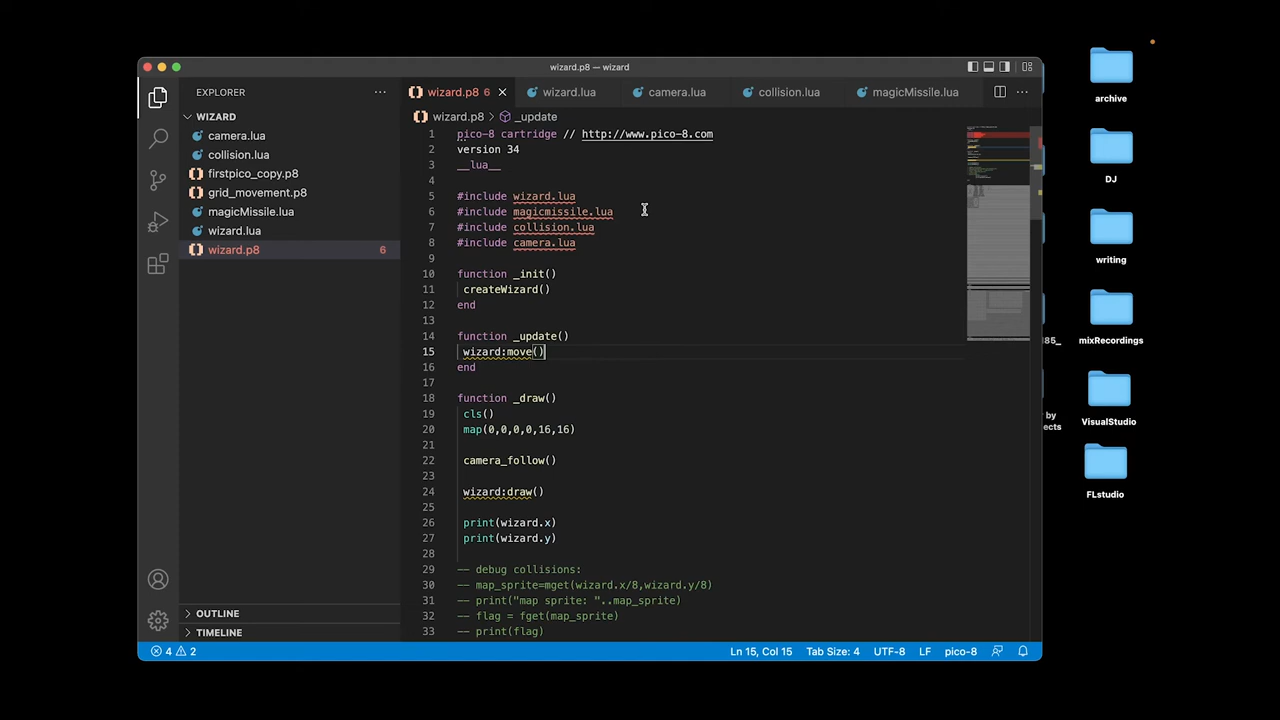 wizard.p8 — wizard
EXPLORER
wizard.p8 6
wizard.lua
camera.lua
collision.lua
magicMissile.lua
WIZARD
camera.lua
collision.lua
firstpico_copy.p8
grid_movement.p8
magicMissile.lua
wizard.lua
wizard.p8 6
OUTLINE
TIMELINE
wizard.p8 > _update
1 pico-8 cartridge // http://www.pico-8.com
2 version 34
3 __lua__
4
5 #include wizard.lua
6 #include magicmissile.lua
7 #include collision.lua
8 #include camera.lua
9
10 function _init()
11 createWizard()
12 end
13
14 function _update()
15 wizard:move()
16 end
17
18 function _draw()
19 cls()
20 map(0,0,0,0,16,16)
21
22 camera_follow()
23
24 wizard:draw()
25
26 print(wizard.x)
27 print(wizard.y)
28
29 -- debug collisions:
30 -- map_sprite=mget(wizard.x/8,wizard.y/8)
31 -- print("map sprite: "..map_sprite)
32 -- flag = fget(map_sprite)
33 -- print(flag)
4 2
Ln 15, Col 15
Tab Size: 4
UTF-8
LF
pico-8
archive
DJ
writing
mixRecordings
VisualStudio
FLstudio
185_
by
ects